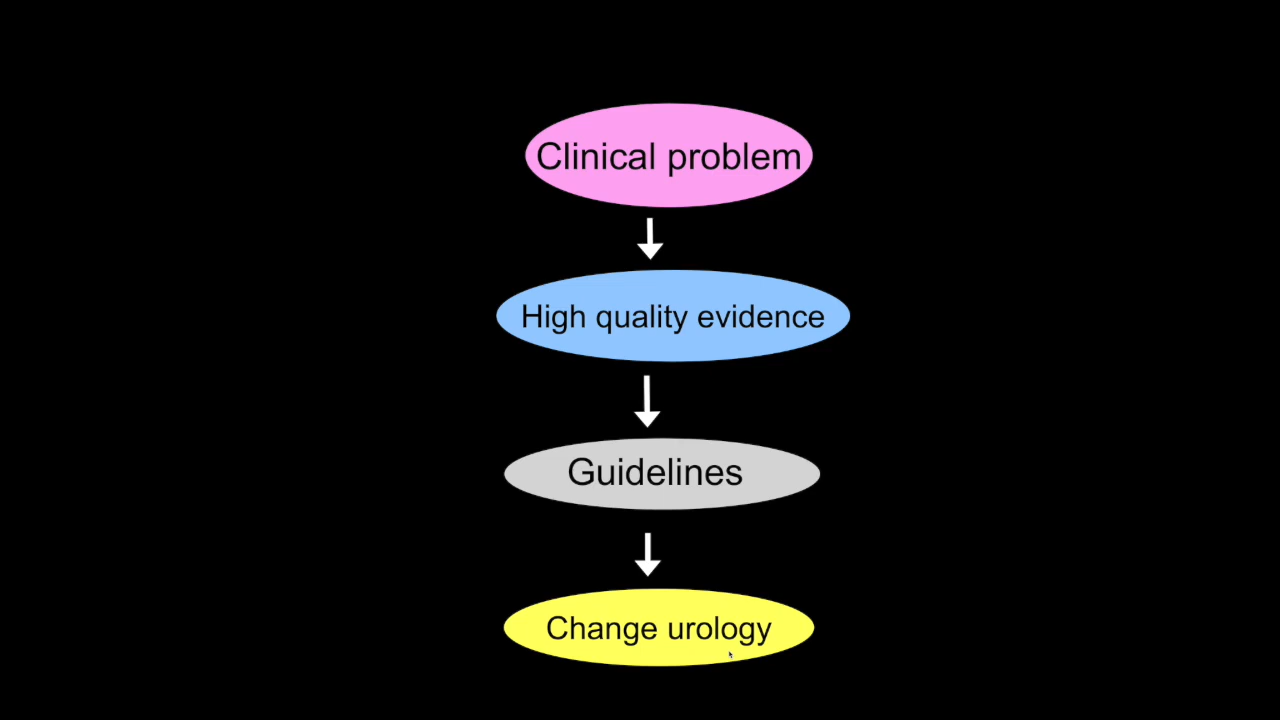 Clinical problem
High quality evidence
Guidelines
Change urology